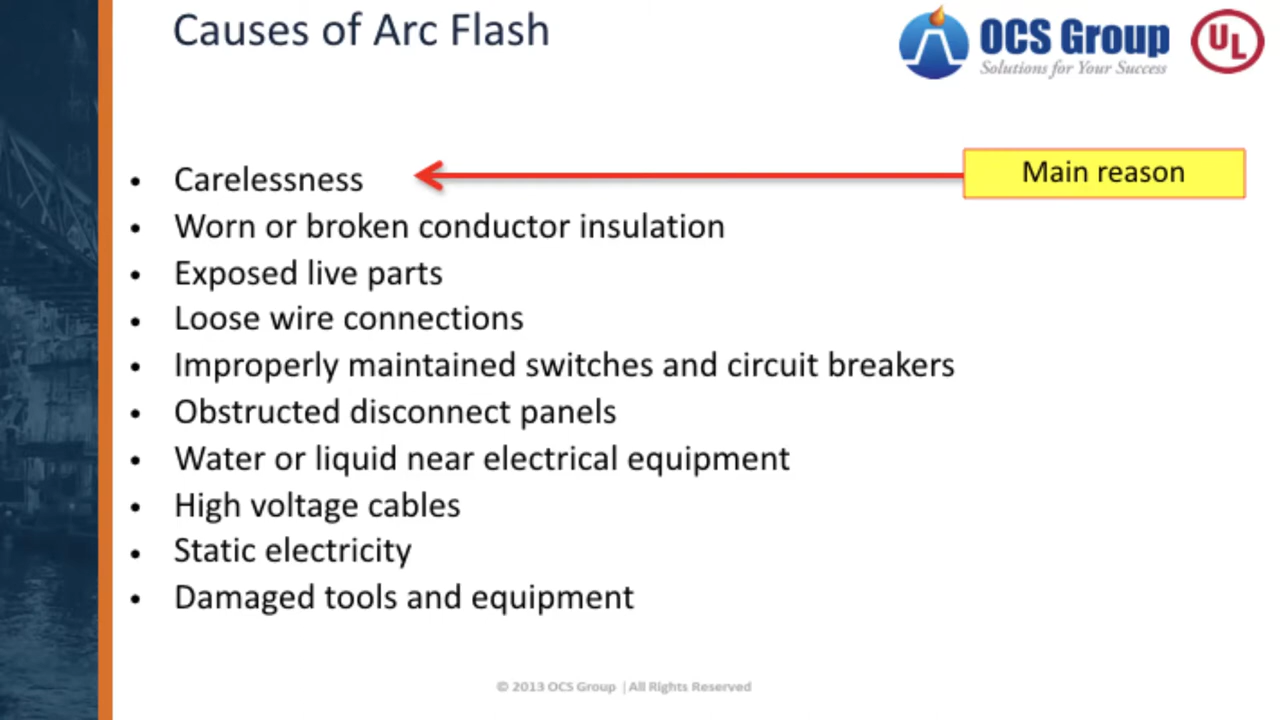 Causes of Arc Flash
OCS Group
Solutions for Your Success
UL
• Carelessness
Main reason
• Worn or broken conductor insulation
• Exposed live parts
• Loose wire connections
• Improperly maintained switches and circuit breakers
• Obstructed disconnect panels
• Water or liquid near electrical equipment
• High voltage cables
• Static electricity
• Damaged tools and equipment
© 2013 OCS Group | All Rights Reserved